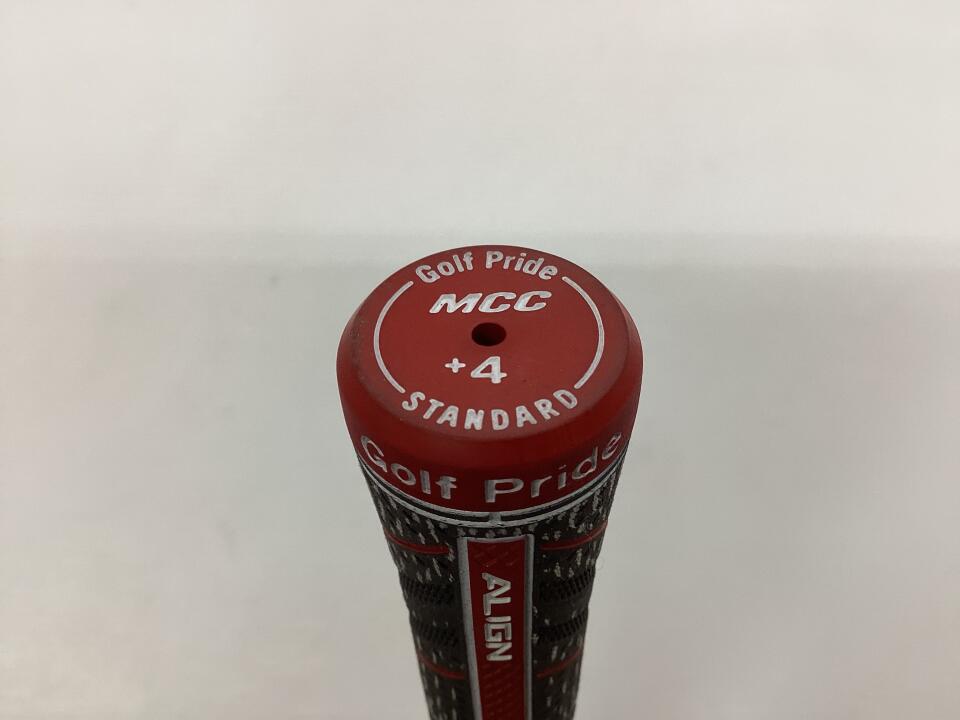 Golf Pride
MCC
+4
STANDARD
Golf Pride
ALIGN